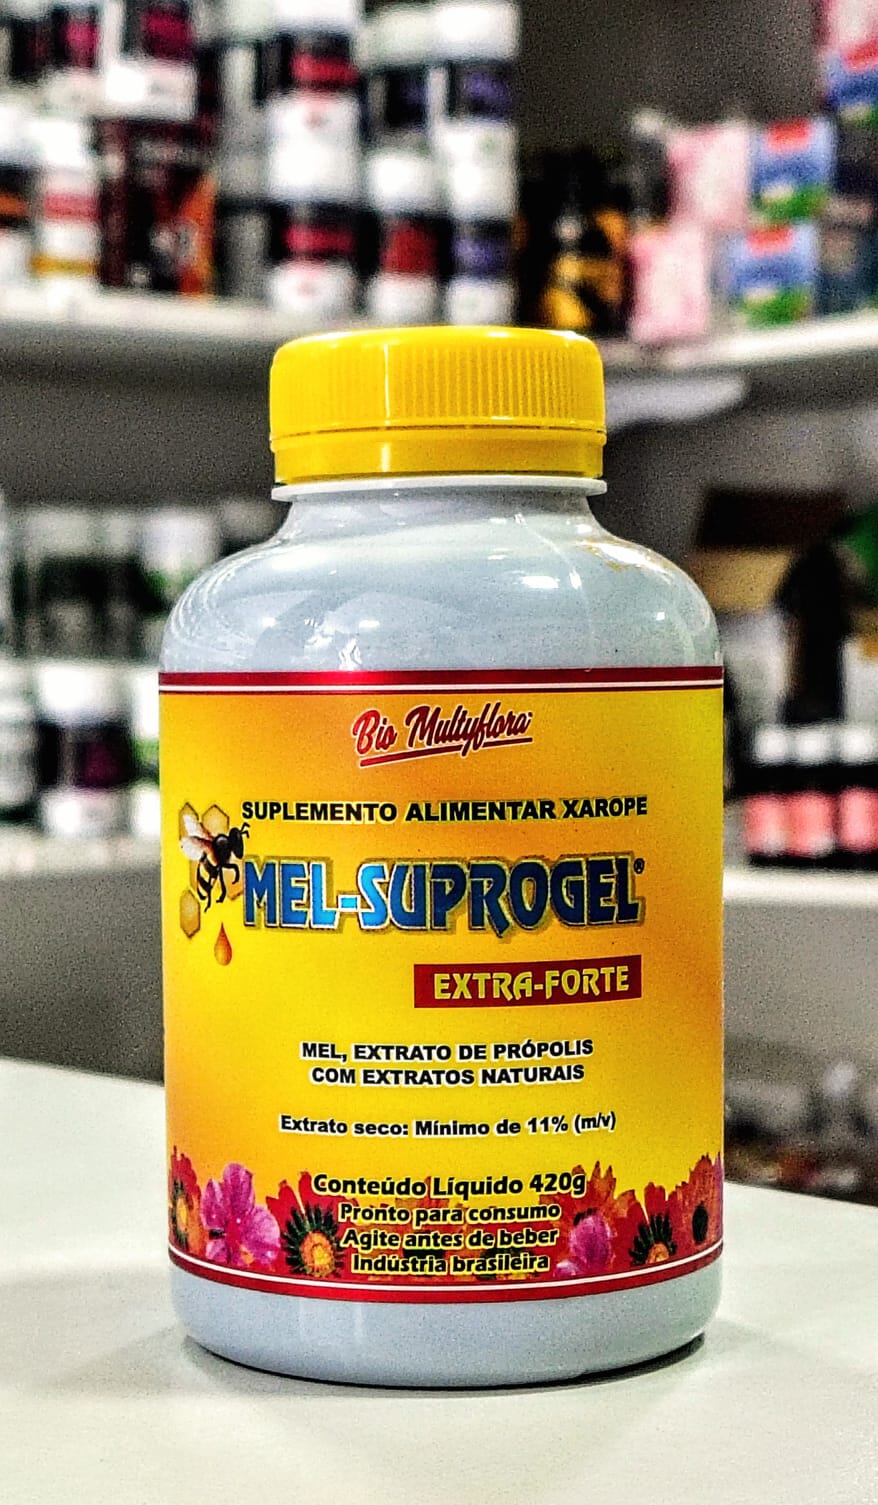 Bio Multyflora
SUPLEMENTO ALIMENTAR XAROPE
MEL-SUPROGEL®
EXTRA-FORTE
MEL, EXTRATO DE PRÓPOLIS
COM EXTRATOS NATURAIS
Extrato seco: Mínimo de 11% (m/v)
Conteúdo Líquido 420g
Pronto para consumo
Agite antes de beber
Indústria brasileira